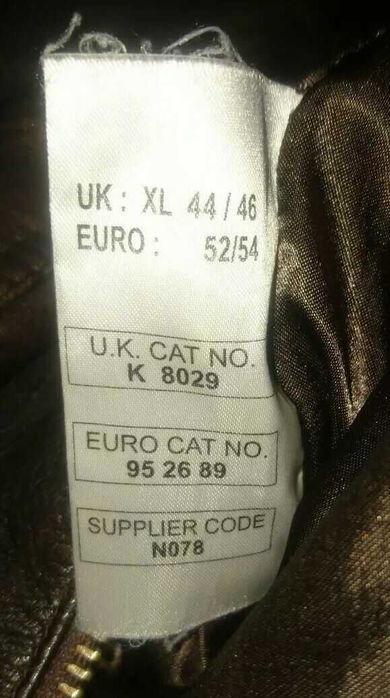 UK : XL 44 / 46
EURO : 52/54
U.K. CAT NO.
K 8029
EURO CAT NO.
95 26 89
SUPPLIER CODE
N078